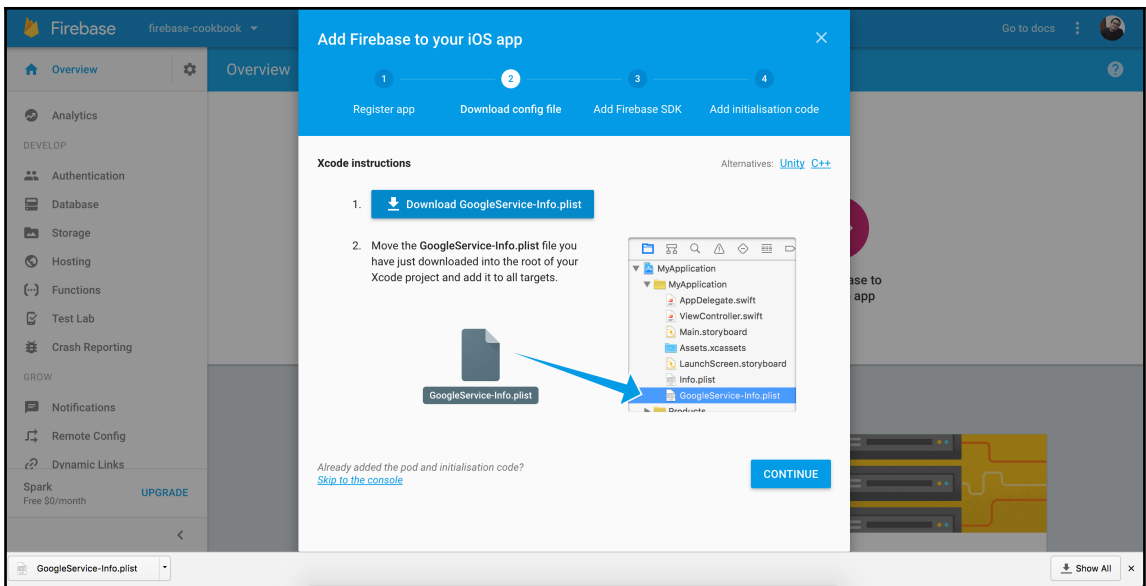 Firebase
firebase-cookbook
Go to docs
Overview
Overview
Analytics
DEVELOP
Authentication
Database
Storage
Hosting
Functions
Test Lab
Crash Reporting
GROW
Notifications
Remote Config
Dynamic Links
Spark
Free $0/month
UPGRADE
Add Firebase to your iOS app
1
2
3
4
Register app
Download config file
Add Firebase SDK
Add initialisation code
Xcode instructions
Alternatives: Unity C++
1. Download GoogleService-Info.plist
2. Move the GoogleService-Info.plist file you
have just downloaded into the root of your
Xcode project and add it to all targets.
GoogleService-Info.plist
MyApplication
MyApplication
AppDelegate.swift
ViewController.swift
Main.storyboard
Assets.xcassets
LaunchScreen.storyboard
Info.plist
GoogleService-Info.plist
Products
Already added the pod and initialisation code?
Skip to the console
CONTINUE
to
app
GoogleService-Info.plist
Show All